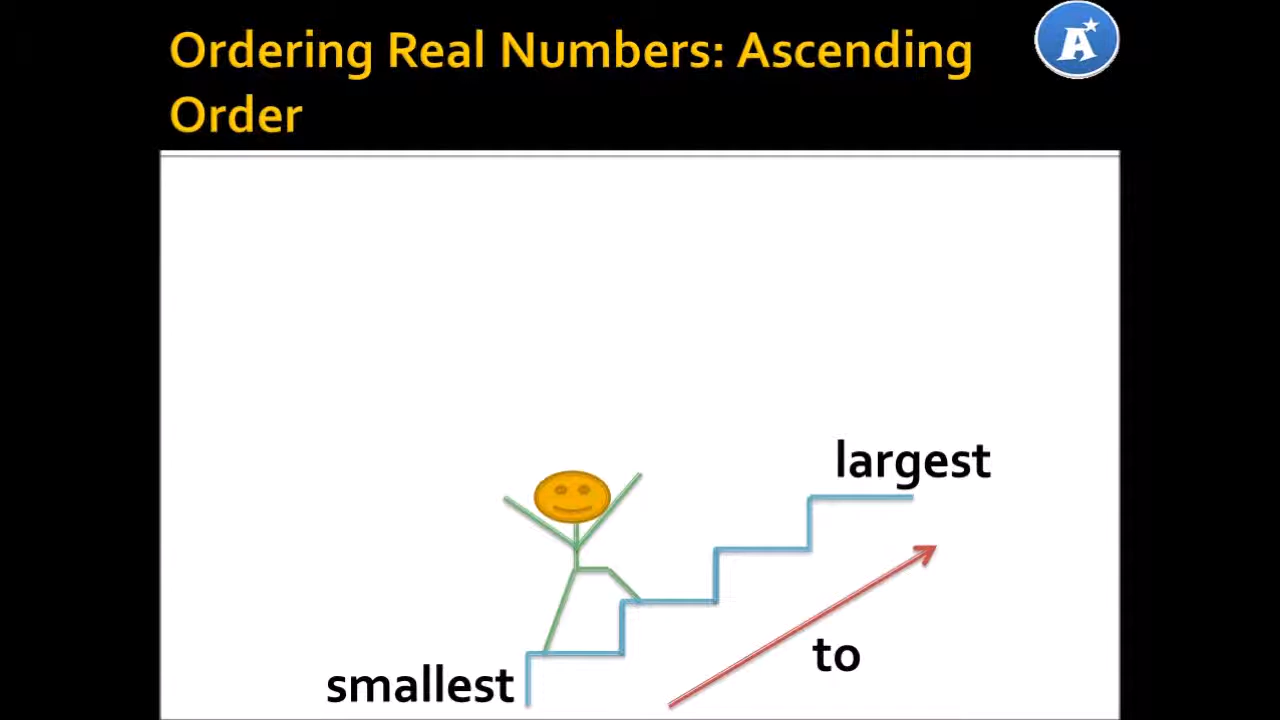 Ordering Real Numbers: Ascending
Order
A
largest
to
smallest